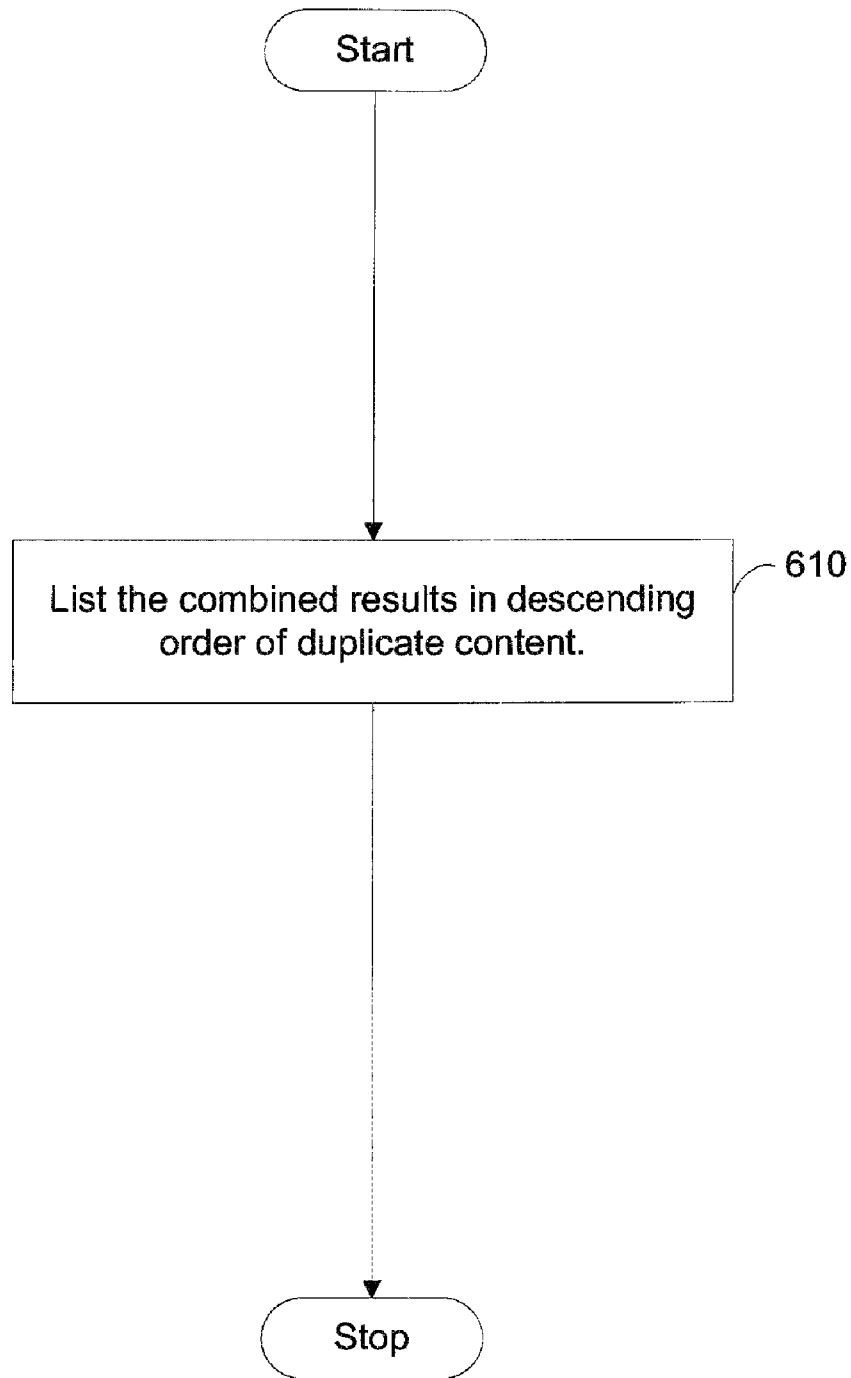 Start
610
List the combined results in descending
order of duplicate content.
Stop